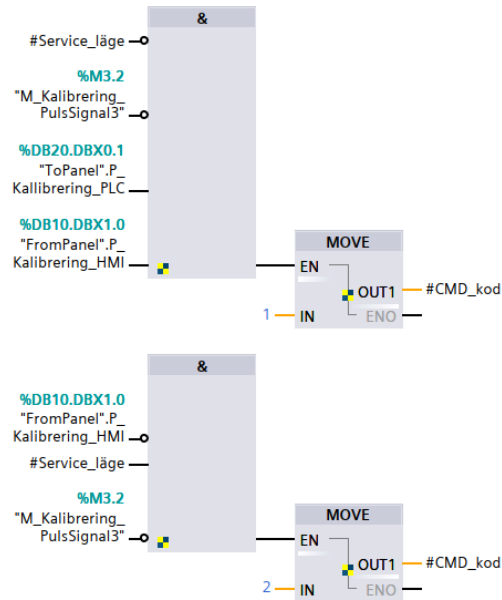 &
#Service_läge
%M3.2
"M_Kalibrering_
PulsSignal3"
%DB20.DBX0.1
"ToPanel".P_
Kallibrering_PLC
%DB10.DBX1.0
"FromPanel".P_
Kalibrering_HMI
MOVE
EN
OUT1
#CMD_kod
1
IN
ENO
&
%DB10.DBX1.0
"FromPanel".P_
Kalibrering_HMI
#Service_läge
%M3.2
"M_Kalibrering_
PulsSignal3"
MOVE
EN
OUT1
#CMD_kod
2
IN
ENO